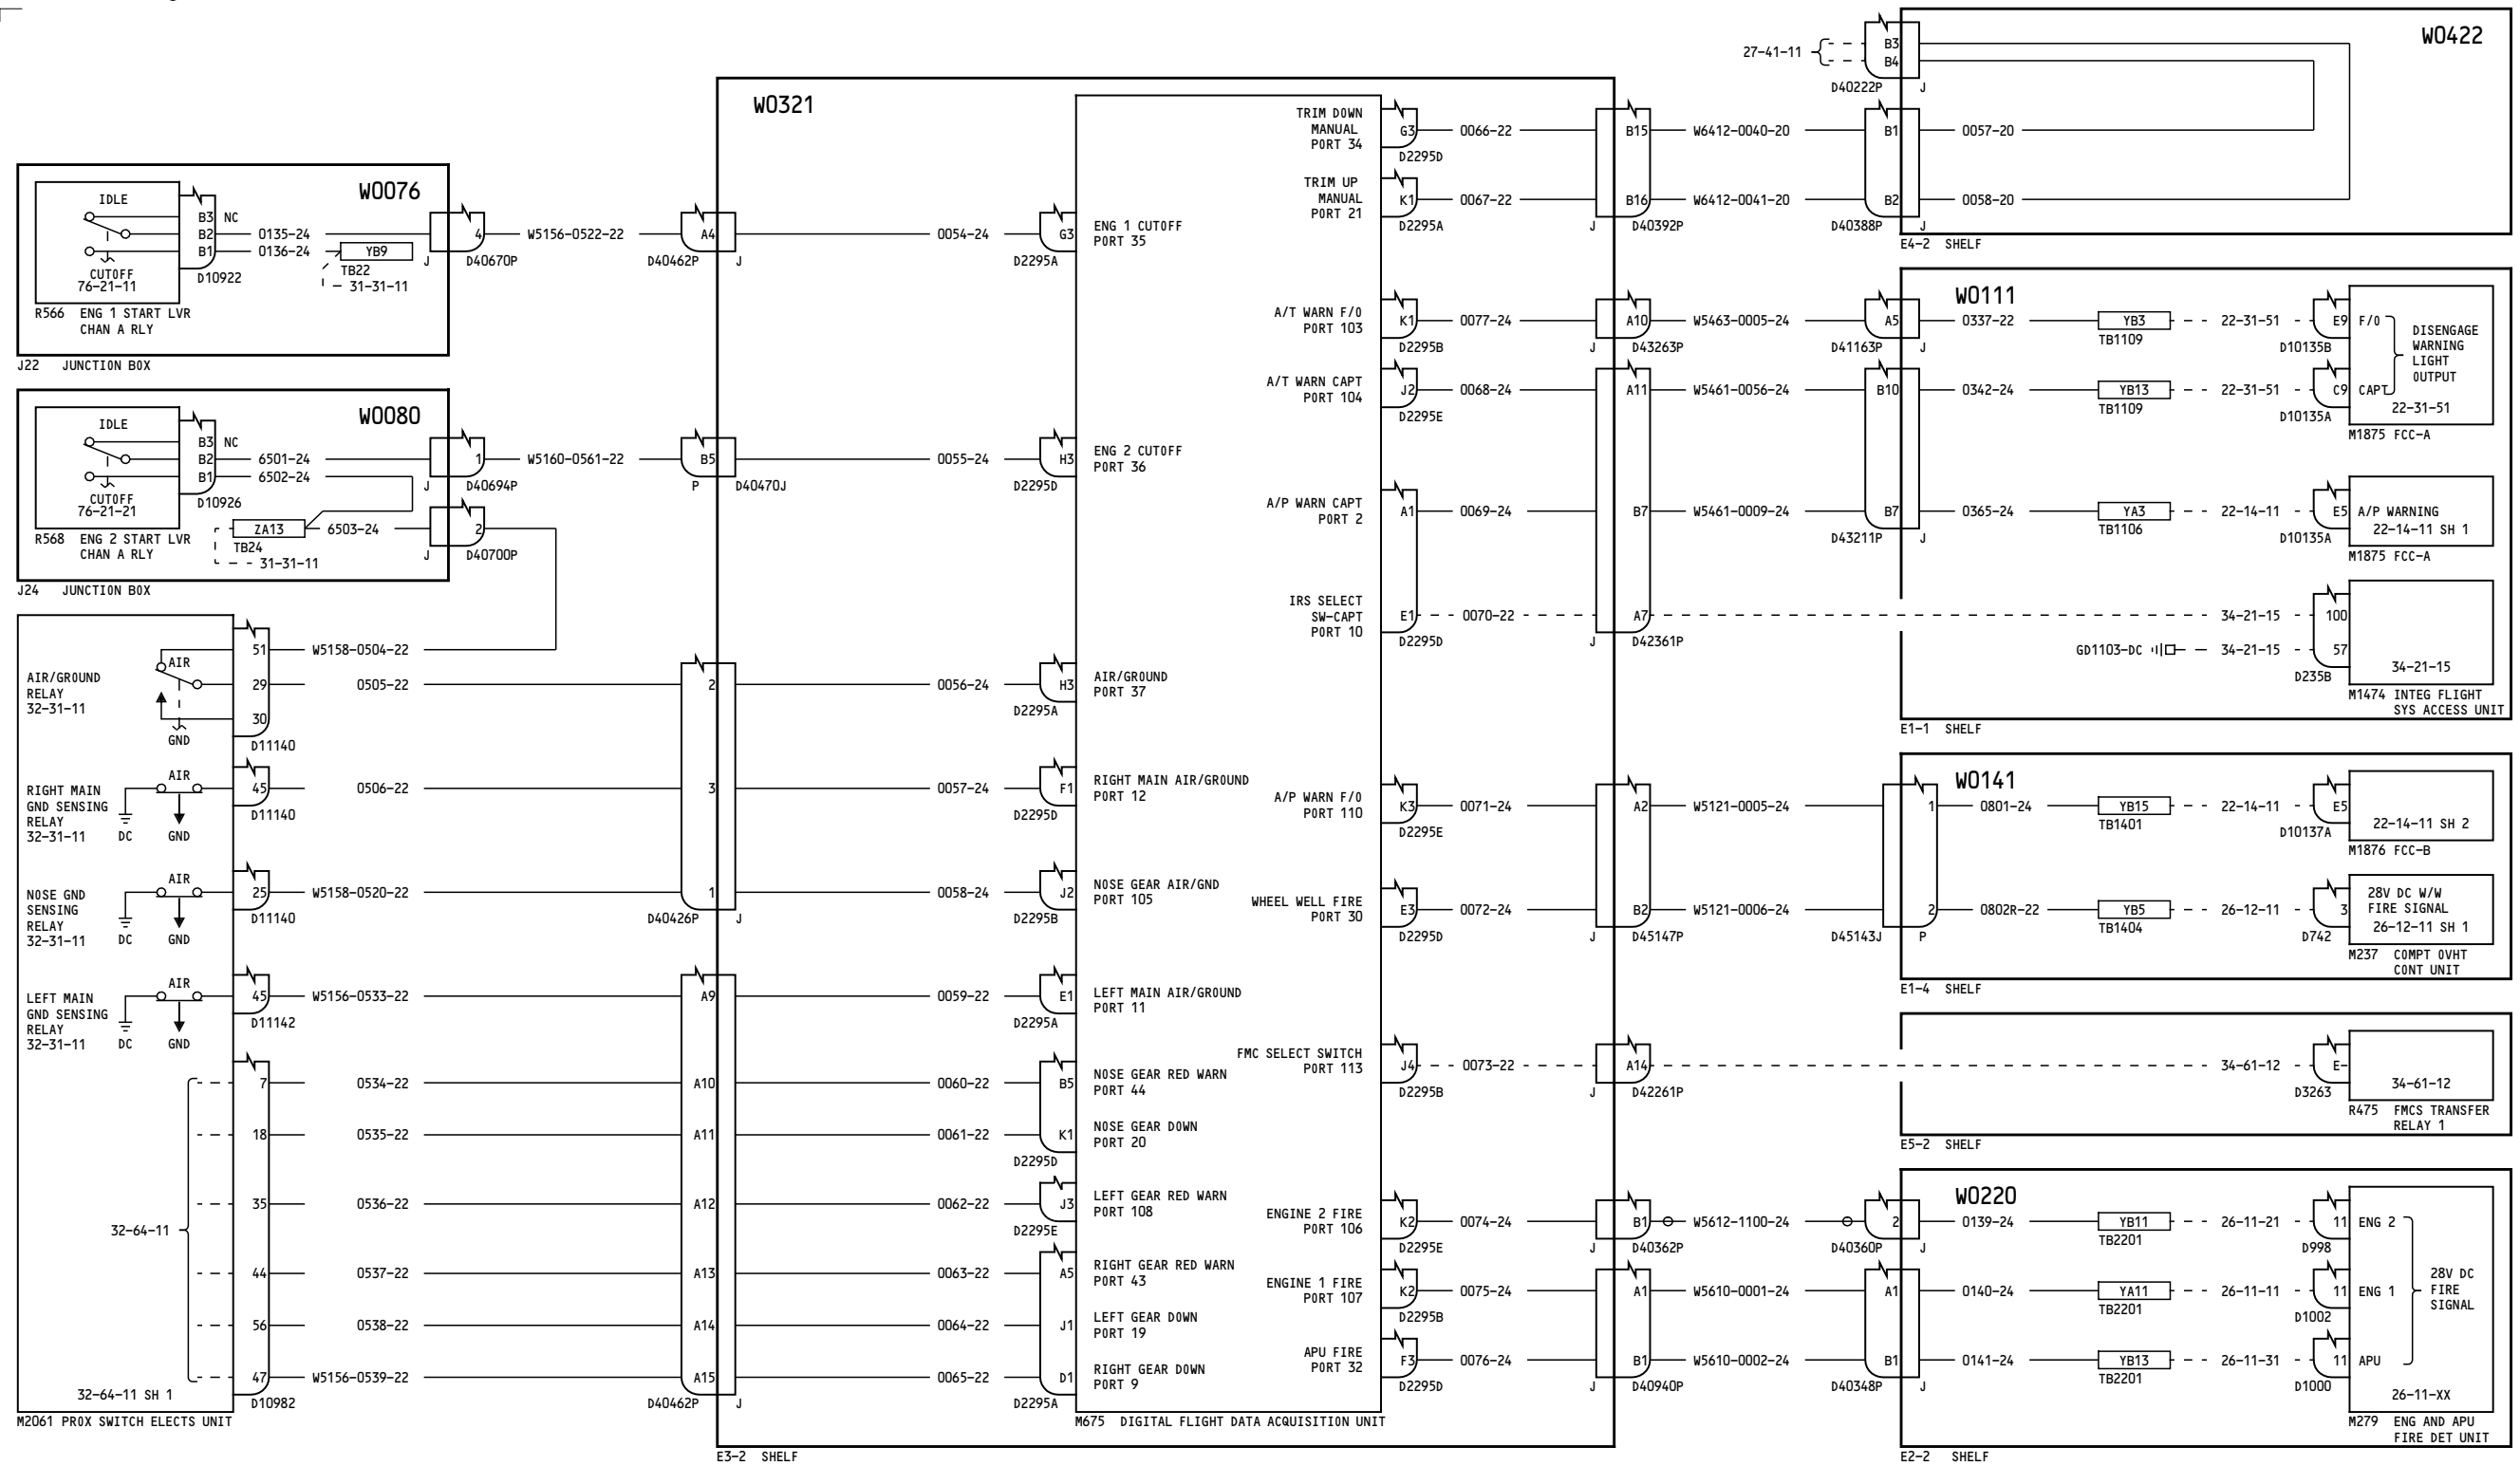 W0422
27-41-11
B3
B4
D40222P J
B1 0057-20
B2 0058-20
D40388P J
E4-2 SHELF
W0321
TRIM DOWN
MANUAL
PORT 34
G3 0066-22 B15 W6412-0040-20
D2295D
TRIM UP
MANUAL
PORT 21
K1 0067-22 B16 W6412-0041-20
D2295A J D40392P
W0076
IDLE
B3 NC
B2 0135-24
B1 0136-24 YB9
TB22
31-31-11
CUTOFF
76-21-11
D10922
R566 ENG 1 START LVR
CHAN A RLY
J22 JUNCTION BOX
4 W5156-0522-22 A4 0054-24 G3
J D40670P D40462P J D2295A
ENG 1 CUTOFF
PORT 35
A/T WARN F/O
PORT 103
K1 0077-24 A10 W5463-0005-24 A5
D2295B J D43263P D41163P J
W0111
0337-22 YB3 22-31-51 E9 F/O
TB1109 D10135B
DISENGAGE
WARNING
LIGHT
OUTPUT
A/T WARN CAPT
PORT 104
J2 0068-24 A11 W5461-0056-24 B10 0342-24 YB13 22-31-51 C9 CAPT
D2295E TB1109 D10135A
22-31-51
M1875 FCC-A
W0080
IDLE
B3 NC
B2 6501-24
B1 6502-24
CUTOFF
76-21-21
D10926
R568 ENG 2 START LVR
CHAN A RLY
ZA13 6503-24
TB24
31-31-11
J24 JUNCTION BOX
1 W5160-0561-22 B5 0055-24 H3
J D40694P P D40470J D2295D
2
J D40700P
ENG 2 CUTOFF
PORT 36
A/P WARN CAPT
PORT 2
A1 0069-24 B7 W5461-0009-24 B7 0365-24 YA3 22-14-11 E5 A/P WARNING
D43211P J TB1106 D10135A
22-14-11 SH 1
M1875 FCC-A
IRS SELECT
SW-CAPT
PORT 10
E1 0070-22 A7 34-21-15 100
D2295D J D42361P
GD1103-DC 34-21-15 57
D235B
34-21-15
M1474 INTEG FLIGHT
SYS ACCESS UNIT
E1-1 SHELF
AIR/GROUND
RELAY
32-31-11
AIR
GND
51 W5158-0504-22
29 0505-22 2 0056-24 H3
30
D11140 D2295A
AIR/GROUND
PORT 37
RIGHT MAIN
GND SENSING
RELAY
32-31-11
AIR
DC GND
45 0506-22 3 0057-24 F1
D11140 D2295D
RIGHT MAIN AIR/GROUND
PORT 12
A/P WARN F/O
PORT 110
K3 0071-24 A2 W5121-0005-24 1
D2295E
W0141
0801-24 YB15 22-14-11 E5
TB1401 D10137A
22-14-11 SH 2
M1876 FCC-B
NOSE GND
SENSING
RELAY
32-31-11
AIR
DC GND
25 W5158-0520-22 1 0058-24 J2
D11140 D40426P J D2295B
NOSE GEAR AIR/GND
PORT 105
WHEEL WELL FIRE
PORT 30
E3 0072-24 B2 W5121-0006-24 2 0802R-22 YB5 26-12-11 3
D2295D J D45147P D45143J P TB1404 D742
28V DC W/W
FIRE SIGNAL
26-12-11 SH 1
M237 COMPT OVHT
CONT UNIT
E1-4 SHELF
LEFT MAIN
GND SENSING
RELAY
32-31-11
AIR
DC GND
45 W5156-0533-22 A9 0059-22 E1
D11142 D2295A
LEFT MAIN AIR/GROUND
PORT 11
FMC SELECT SWITCH
PORT 113
J4 0073-22 A14 34-61-12 E-
D2295B J D42261P D3263
34-61-12
R475 FMCS TRANSFER
RELAY 1
E5-2 SHELF
7 0534-22 A10 0060-22 B5
NOSE GEAR RED WARN
PORT 44
18 0535-22 A11 0061-22 K1
D2295D
NOSE GEAR DOWN
PORT 20
32-64-11
35 0536-22 A12 0062-22 J3
D2295E
LEFT GEAR RED WARN
PORT 108
44 0537-22 A13 0063-22 A5
RIGHT GEAR RED WARN
PORT 43
56 0538-22 A14 0064-22 J1
LEFT GEAR DOWN
PORT 19
47 W5156-0539-22 A15 0065-22 D1
D10982 D40462P J D2295A
RIGHT GEAR DOWN
PORT 9
32-64-11 SH 1
M2061 PROX SWITCH ELECTS UNIT
M675 DIGITAL FLIGHT DATA ACQUISITION UNIT
E3-2 SHELF
W0220
ENGINE 2 FIRE
PORT 106
K2 0074-24 B1 W5612-1100-24 2 0139-24 YB11 26-11-21 11 ENG 2
D2295E J D40362P D40360P J TB2201 D998
ENGINE 1 FIRE
PORT 107
K2 0075-24 A1 W5610-0001-24 A1 0140-24 YA11 26-11-11 11 ENG 1
D2295B TB2201 D1002
28V DC
FIRE
SIGNAL
APU FIRE
PORT 32
F3 0076-24 B1 W5610-0002-24 B1 0141-24 YB13 26-11-31 11 APU
D2295D J D40940P D40348P J TB2201 D1000
26-11-XX
M279 ENG AND APU
FIRE DET UNIT
E2-2 SHELF